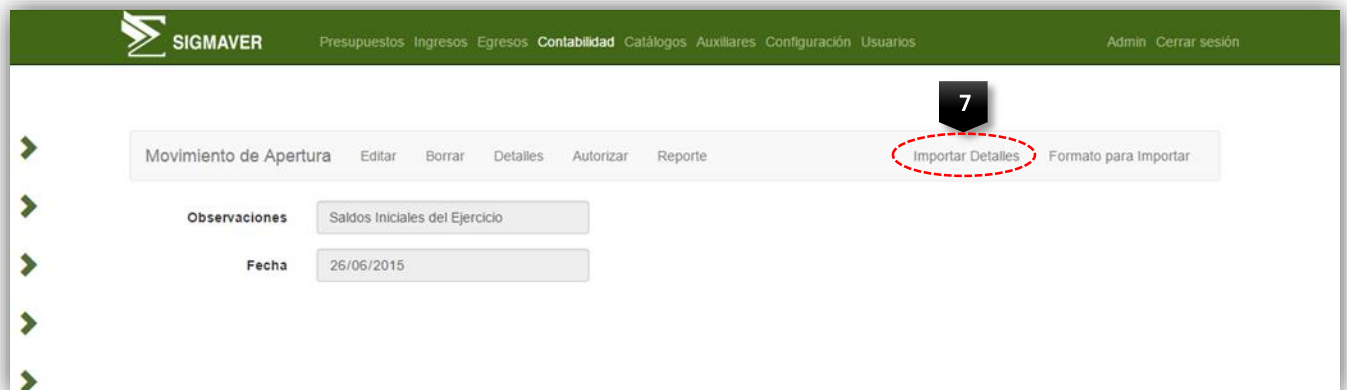 SIGMAVER Presupuestos Ingresos Egresos Contabilidad Catálogos Auxiliares Configuración Usuarios Admin Cerrar sesión
7
Movimiento de Apertura Editar Borrar Detalles Autorizar Reporte Importar Detalles Formato para Importar
Observaciones Saldos Iniciales del Ejercicio
Fecha 26/06/2015